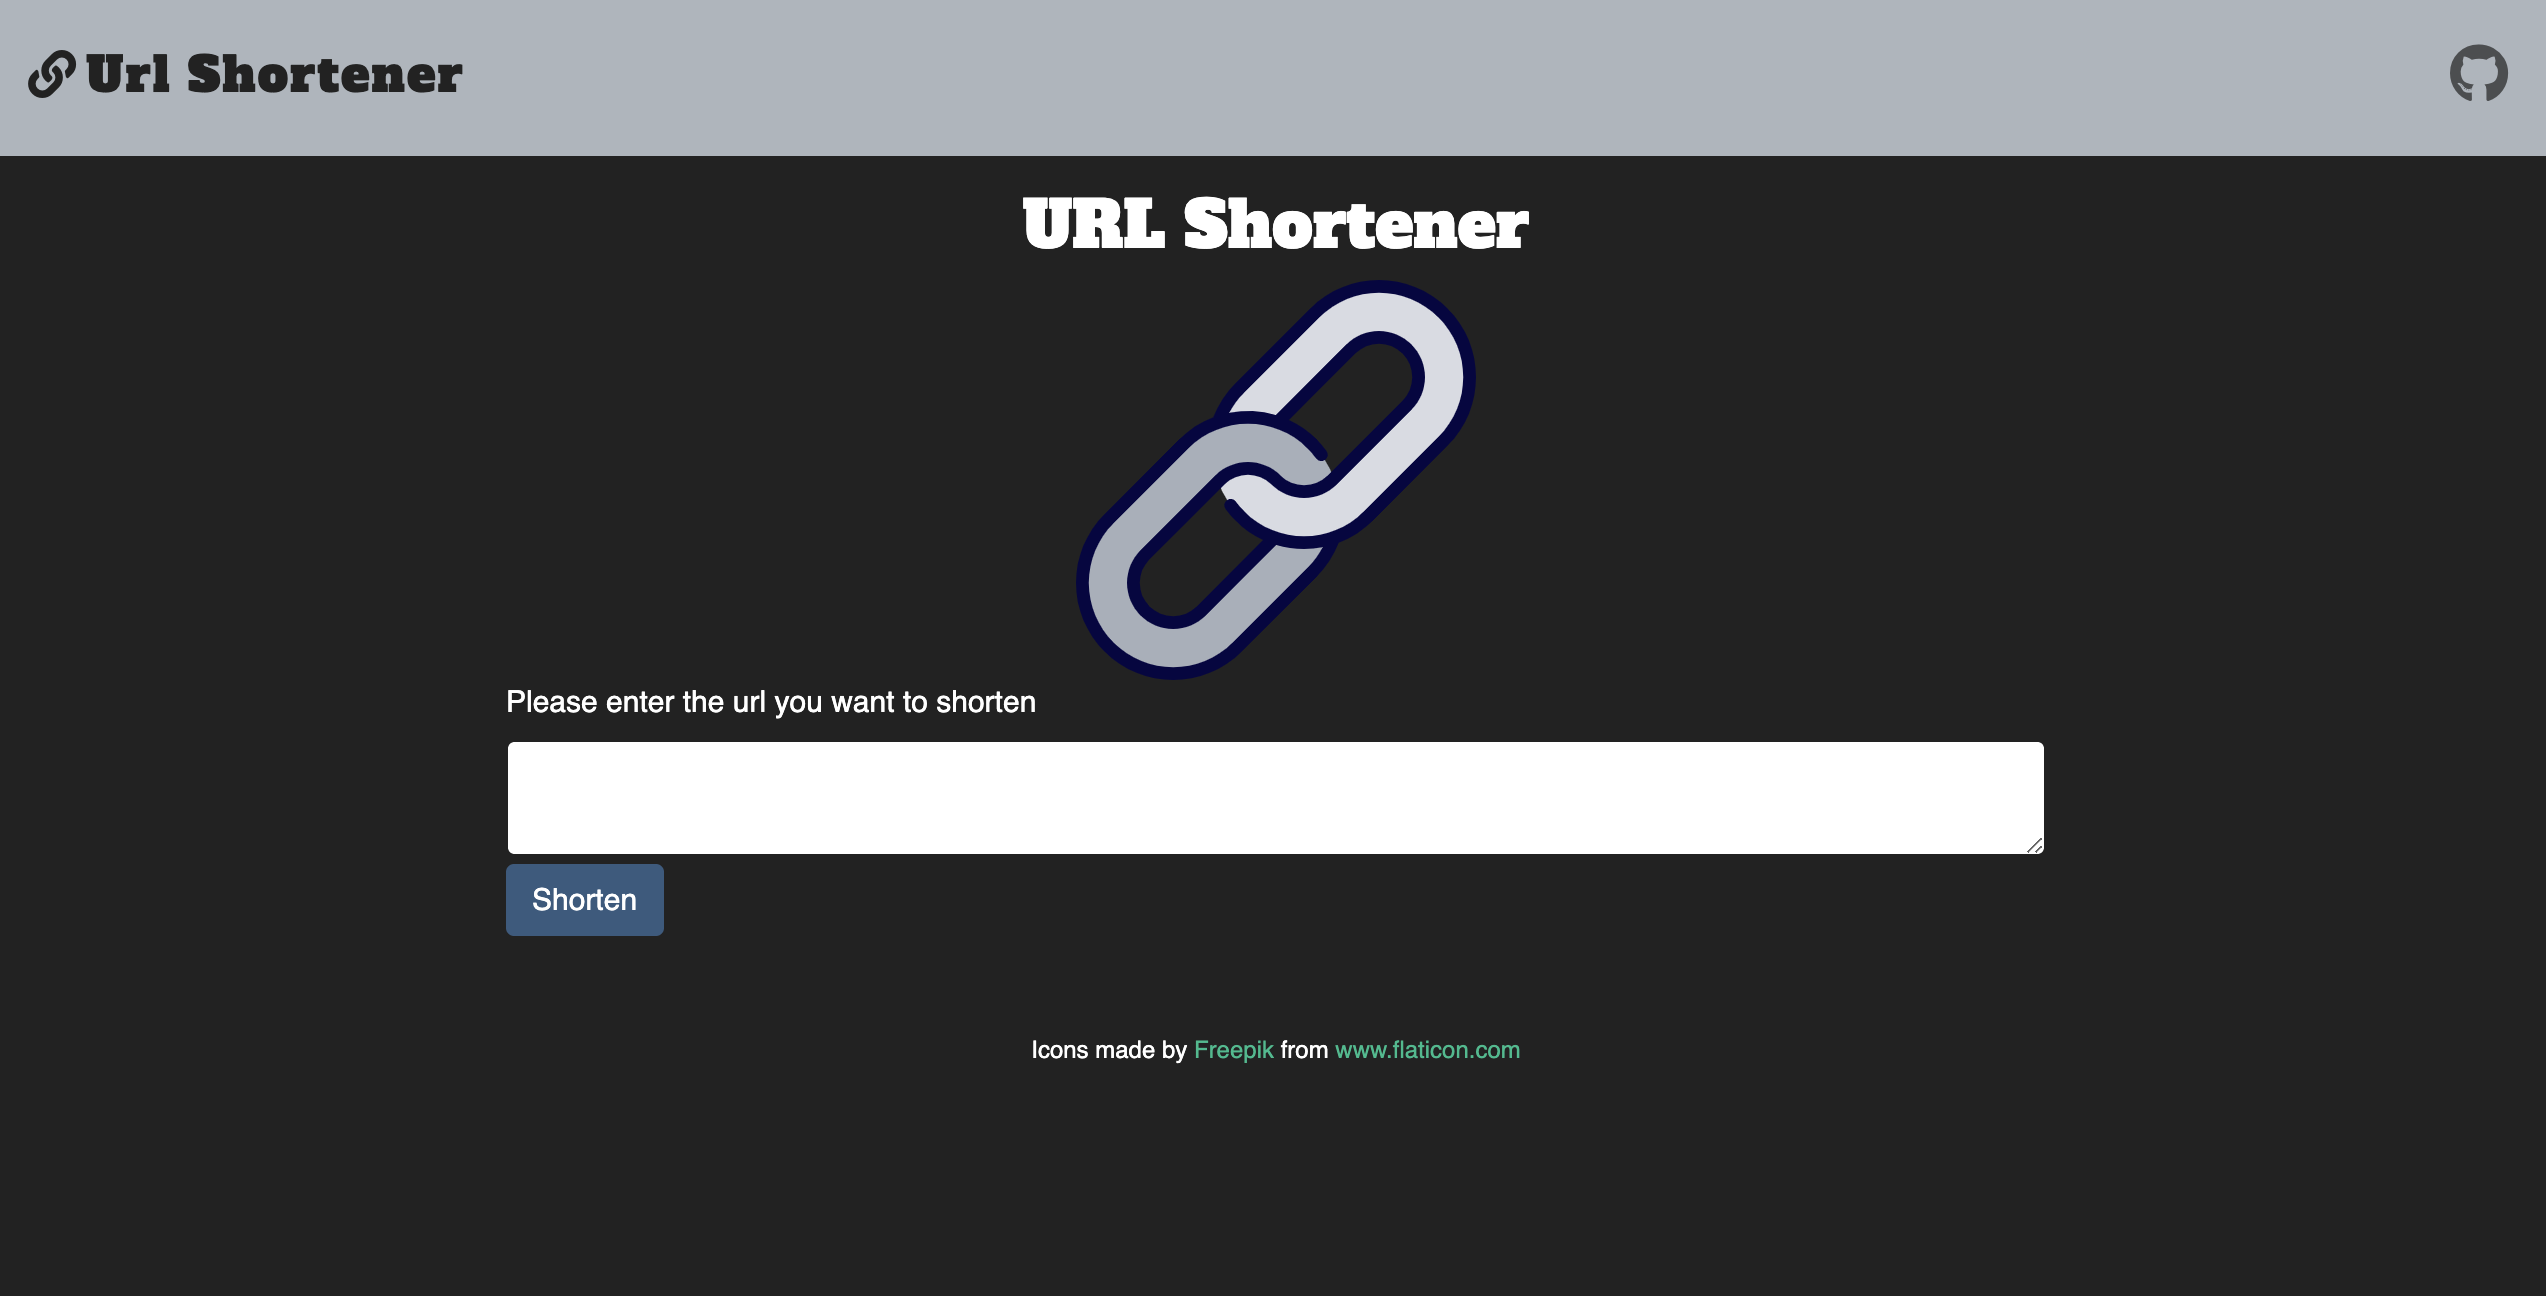 Url Shortener
URL Shortener
Please enter the url you want to shorten
Shorten
Icons made by Freepik from www.flaticon.com